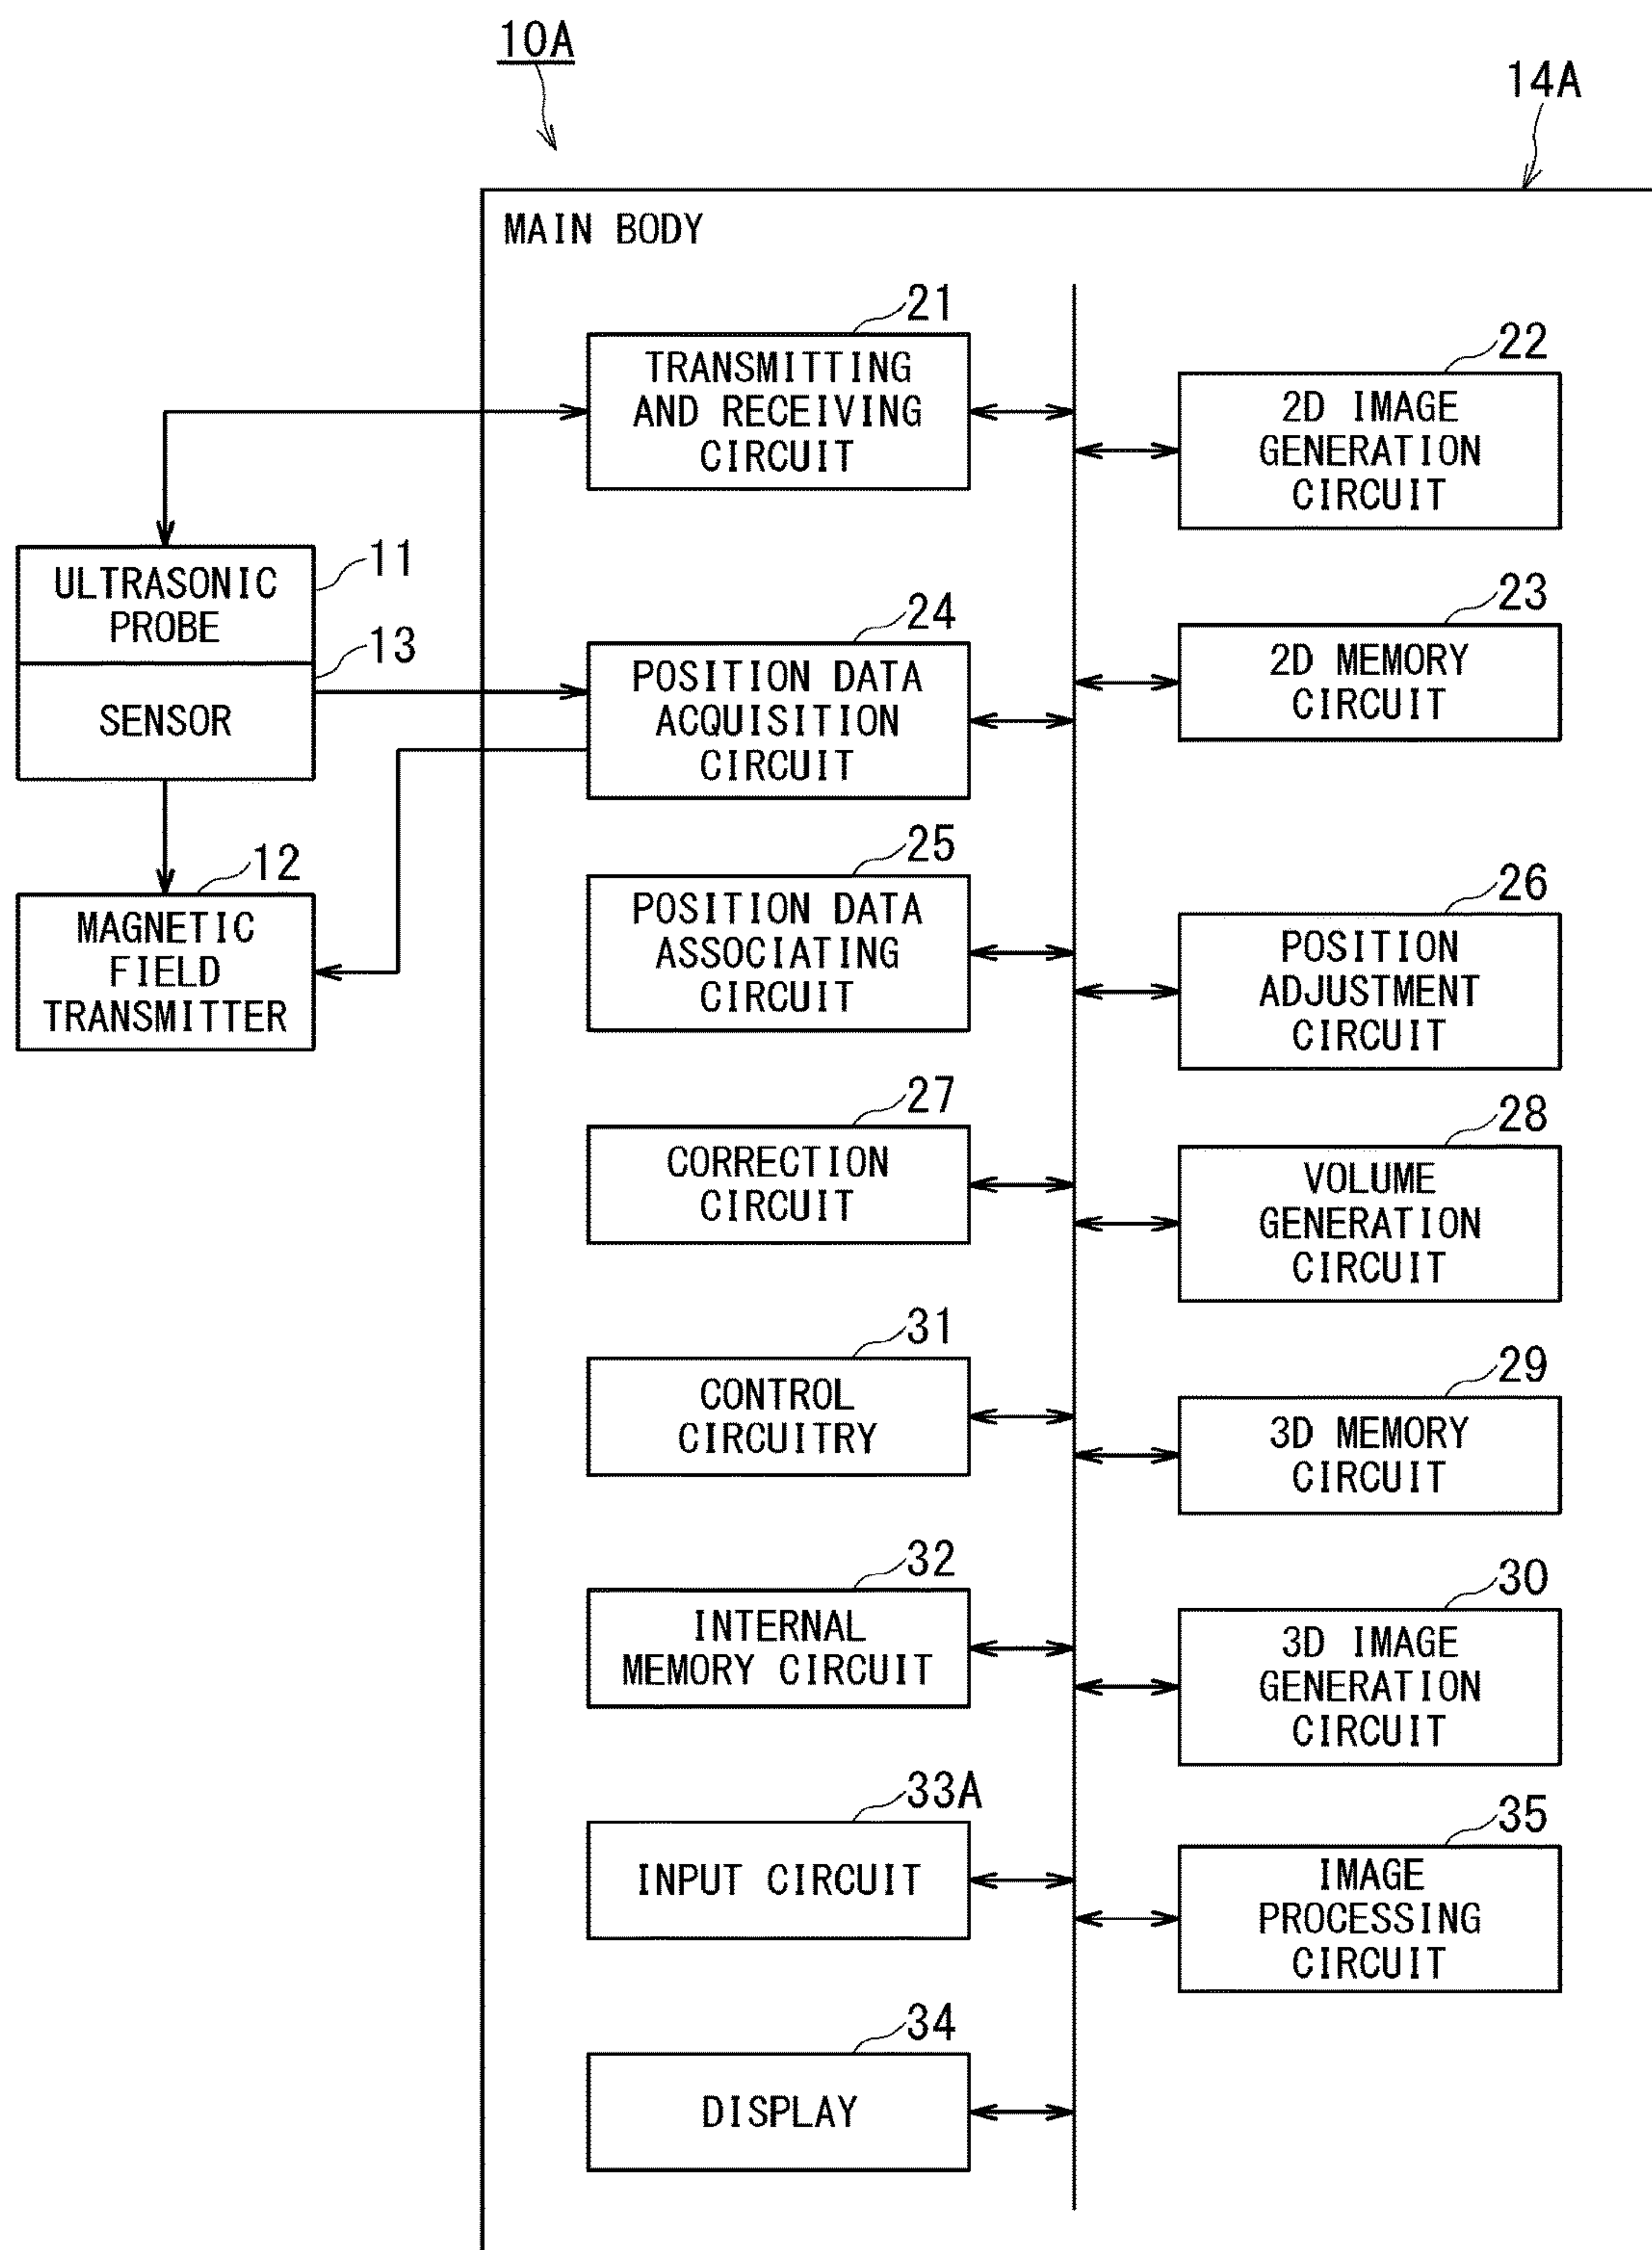 10A
14A
MAIN BODY
21
TRANSMITTING
AND RECEIVING
CIRCUIT
22
2D IMAGE
GENERATION
CIRCUIT
11
ULTRASONIC
PROBE
13
SENSOR
24
POSITION DATA
ACQUISITION
CIRCUIT
23
2D MEMORY
CIRCUIT
12
MAGNETIC
FIELD
TRANSMITTER
25
POSITION DATA
ASSOCIATING
CIRCUIT
26
POSITION
ADJUSTMENT
CIRCUIT
27
CORRECTION
CIRCUIT
28
VOLUME
GENERATION
CIRCUIT
31
CONTROL
CIRCUITRY
29
3D MEMORY
CIRCUIT
32
INTERNAL
MEMORY CIRCUIT
30
3D IMAGE
GENERATION
CIRCUIT
33A
INPUT CIRCUIT
35
IMAGE
PROCESSING
CIRCUIT
34
DISPLAY